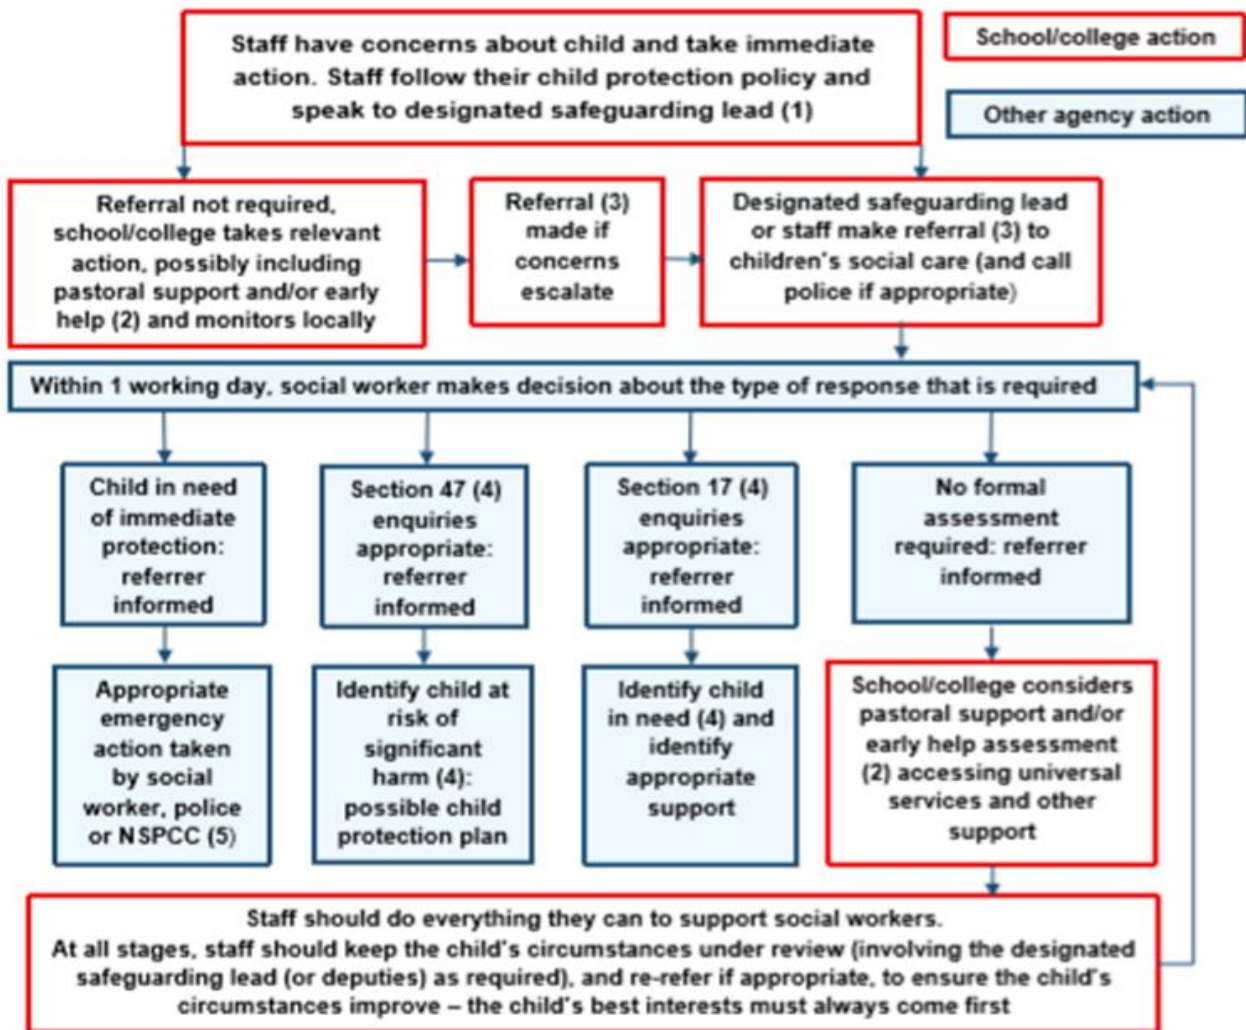 Staff have concerns about child and take immediate
action. Staff follow their child protection policy and
speak to designated safeguarding lead (1)
School/college action
Other agency action
Referral not required,
school/college takes relevant
action, possibly including
pastoral support and/or early
help (2) and monitors locally
Referral (3)
made if
concerns
escalate
Designated safeguarding lead
or staff make referral (3) to
children's social care (and call
police if appropriate)
Within 1 working day, social worker makes decision about the type of response that is required
Child in need
of immediate
protection:
referrer
informed
Section 47 (4)
enquiries
appropriate:
referrer
informed
Section 17 (4)
enquiries
appropriate:
referrer
informed
No formal
assessment
required: referrer
informed
Appropriate
emergency
action taken
by social
worker, police
or NSPCC (5)
Identify child at
risk of
significant
harm (4):
possible child
protection plan
Identify child
in need (4) and
identify
appropriate
support
School/college considers
pastoral support and/or
early help assessment
(2) accessing universal
services and other
support
Staff should do everything they can to support social workers.
At all stages, staff should keep the child's circumstances under review (involving the designated
safeguarding lead (or deputies) as required), and re-refer if appropriate, to ensure the child's
circumstances improve – the child's best interests must always come first